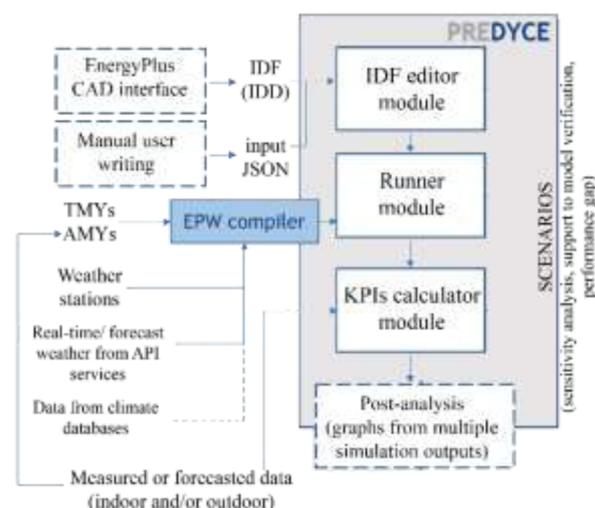 PREDYCE
EnergyPlus
CAD interface
IDF
(IDD)
IDF editor
module
Manual user
writing
input
JSON
Runner
module
TMYs
AMYs
EPW compiler
Weather
stations
KPIs calculator
module
Real-time/ forecast
weather from API
services
Data from climate
databases
Post-analysis
(graphs from multiple
simulation outputs)
Measured or forecasted data
(indoor and/or outdoor)
SCENARIOS
(sensitivity analysis, support to model verification,
performance gap)